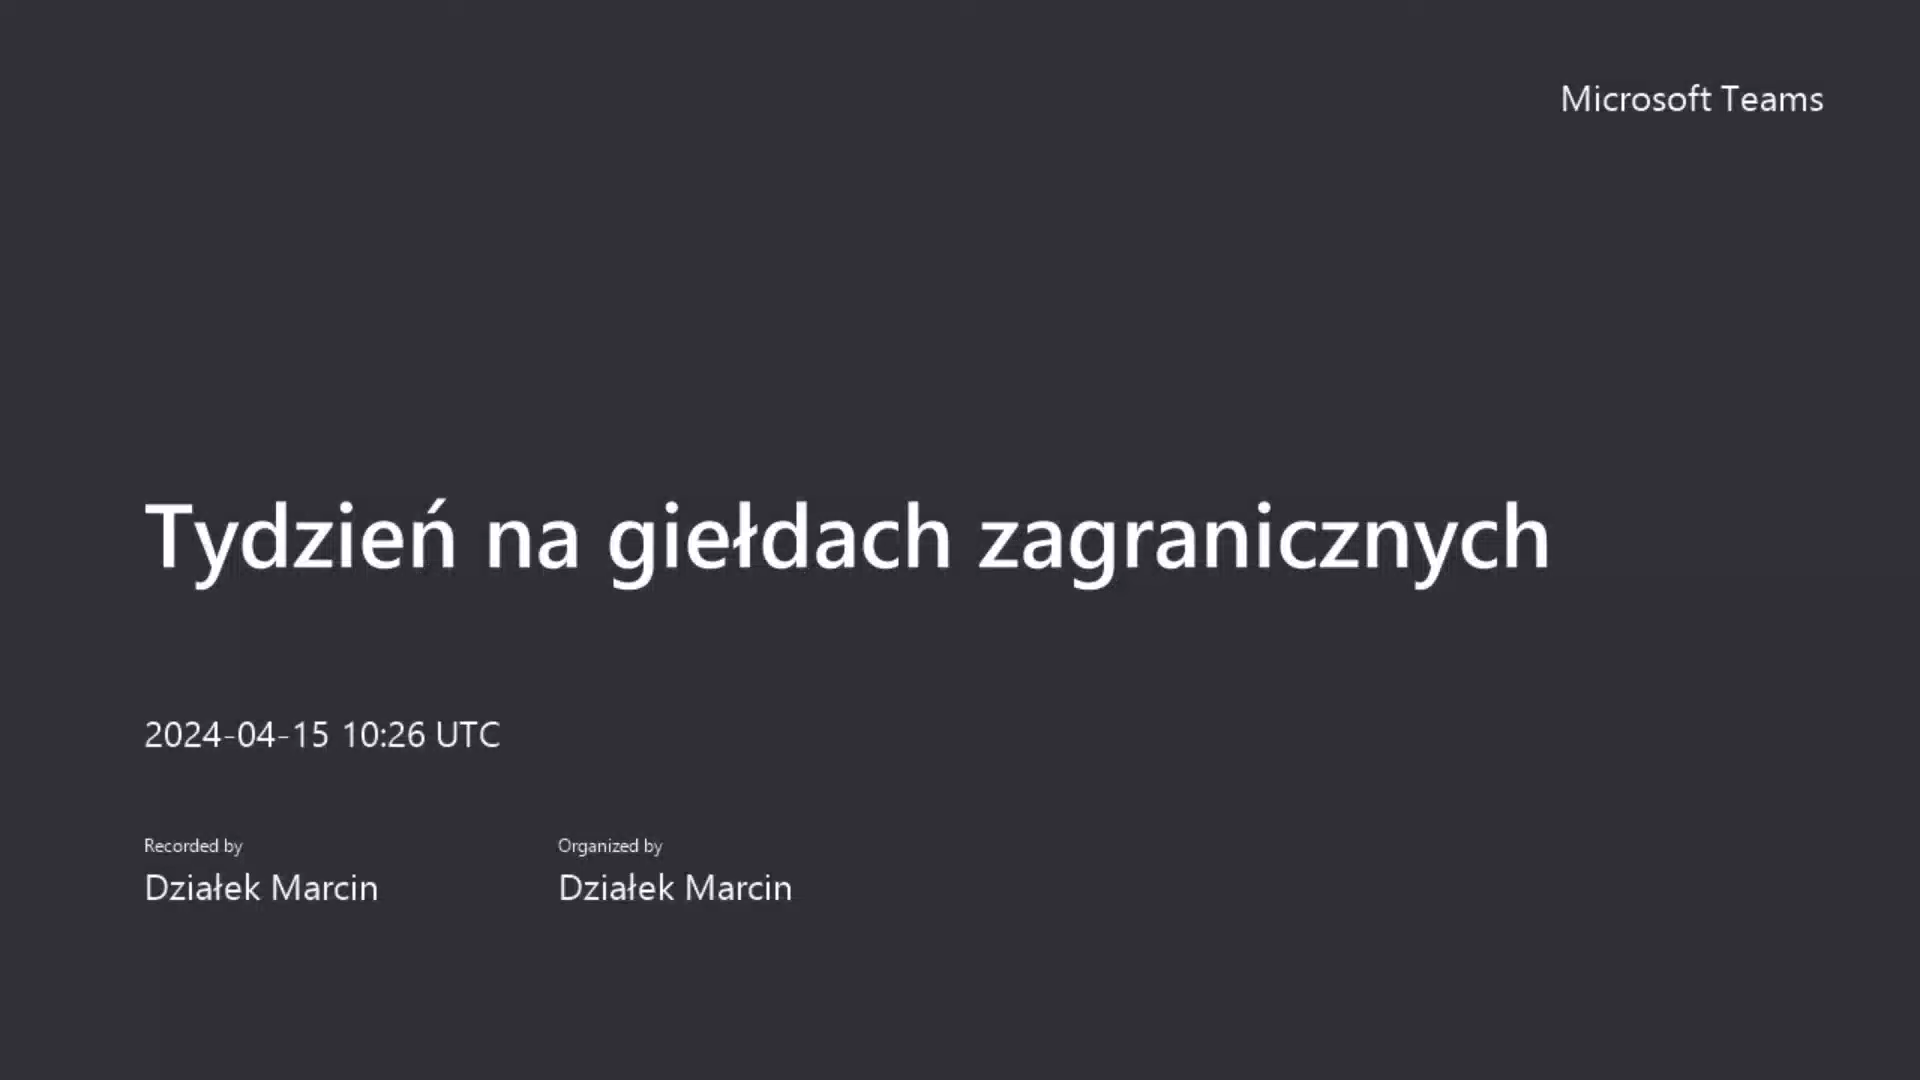 Microsoft Teams
Tydzień na giełdach zagranicznych
2024-04-15 10:26 UTC
Recorded by
Działek Marcin
Organized by
Działek Marcin